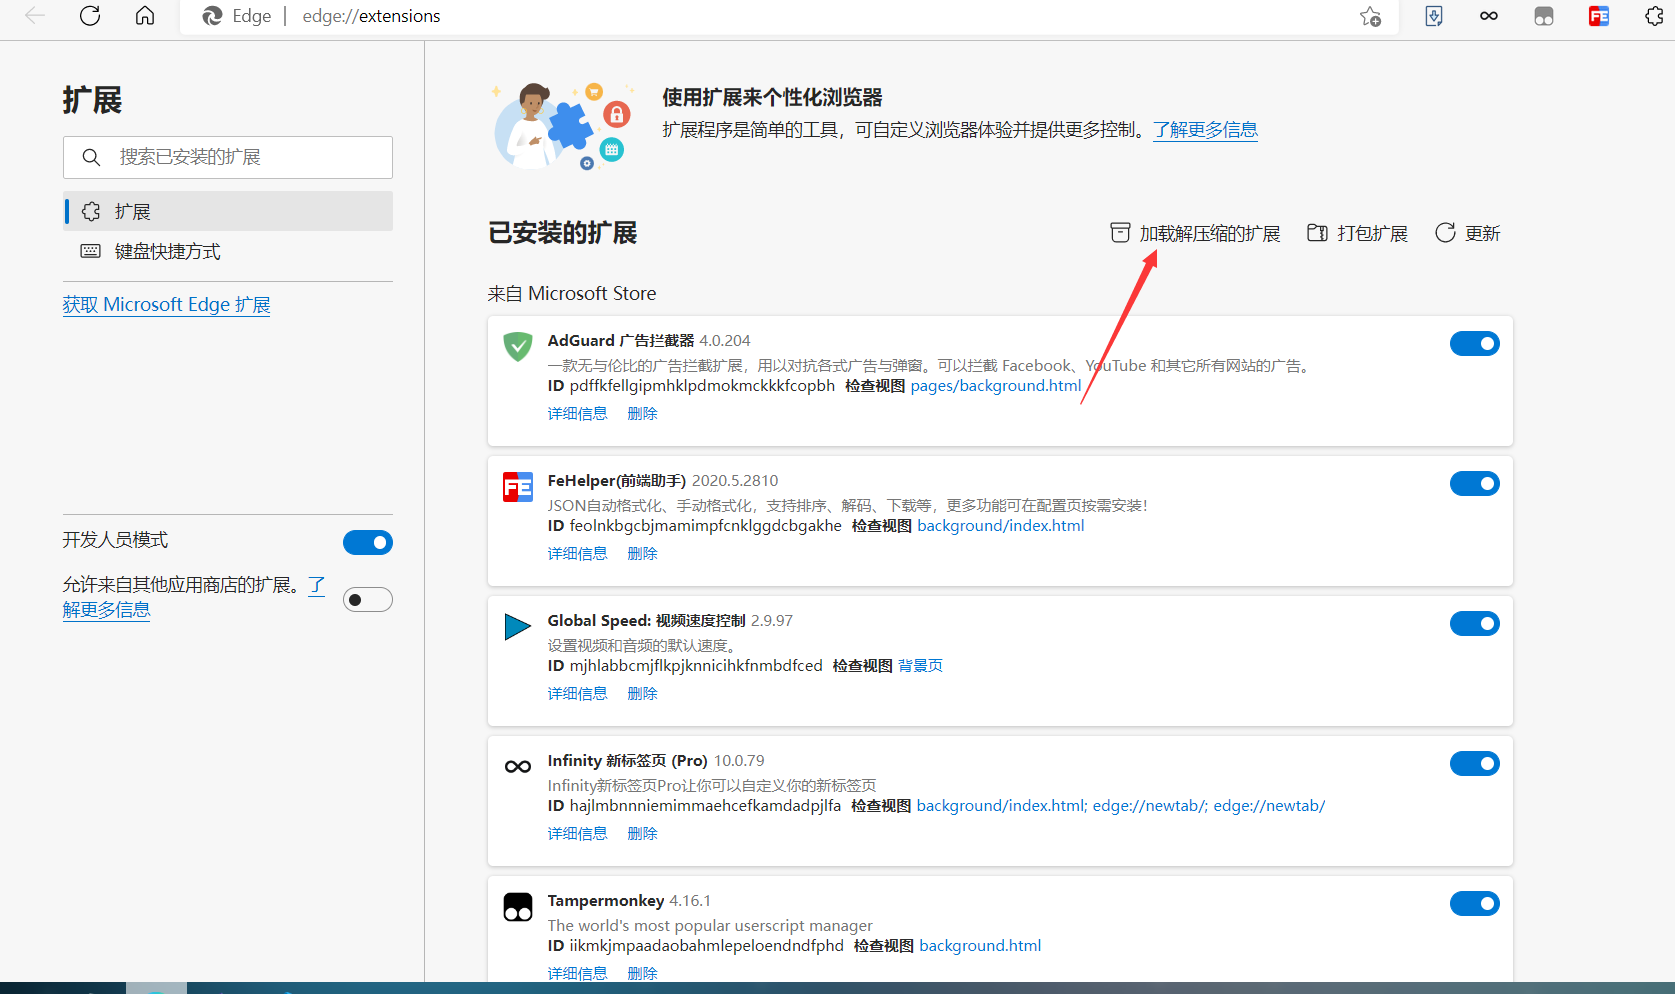 Edge
edge://extensions
FE
扩展
搜索已安装的扩展
扩展
键盘快捷方式
获取 Microsoft Edge 扩展
开发人员模式
允许来自其他应用商店的扩展。了
解更多信息
使用扩展来个性化浏览器
扩展程序是简单的工具，可自定义浏览器体验并提供更多控制。了解更多信息
已安装的扩展
加载解压缩的扩展
打包扩展
更新
来自 Microsoft Store
AdGuard 广告拦截器 4.0.204
一款无与伦比的广告拦截扩展，用以对抗各式广告与弹窗。可以拦截 Facebook、YouTube 和其它所有网站的广告。
ID pdffkfellgipmhklpdmokmckkkfcopbh 检查视图 pages/background.html
详细信息 删除
FE
FeHelper(前端助手) 2020.5.2810
JSON自动格式化、手动格式化，支持排序、解码、下载等，更多功能可在配置页按需安装！
ID feolnkbgcbjmamimpfcnklggdcbgakhe 检查视图 background/index.html
详细信息 删除
Global Speed: 视频速度控制 2.9.97
设置视频和音频的默认速度。
ID mjhlabbcmjflkpjknnicihkfnmbdfced 检查视图 背景页
详细信息 删除
Infinity 新标签页 (Pro) 10.0.79
Infinity新标签页Pro让你可以自定义你的新标签页
ID hajlmbnnniemimmaehcefkamdadpjlfa 检查视图 background/index.html; edge://newtab/; edge://newtab/
详细信息 删除
Tampermonkey 4.16.1
The world's most popular userscript manager
ID iikmkjmpaadaobahmlepeloendndfphd 检查视图 background.html
详细信息 删除